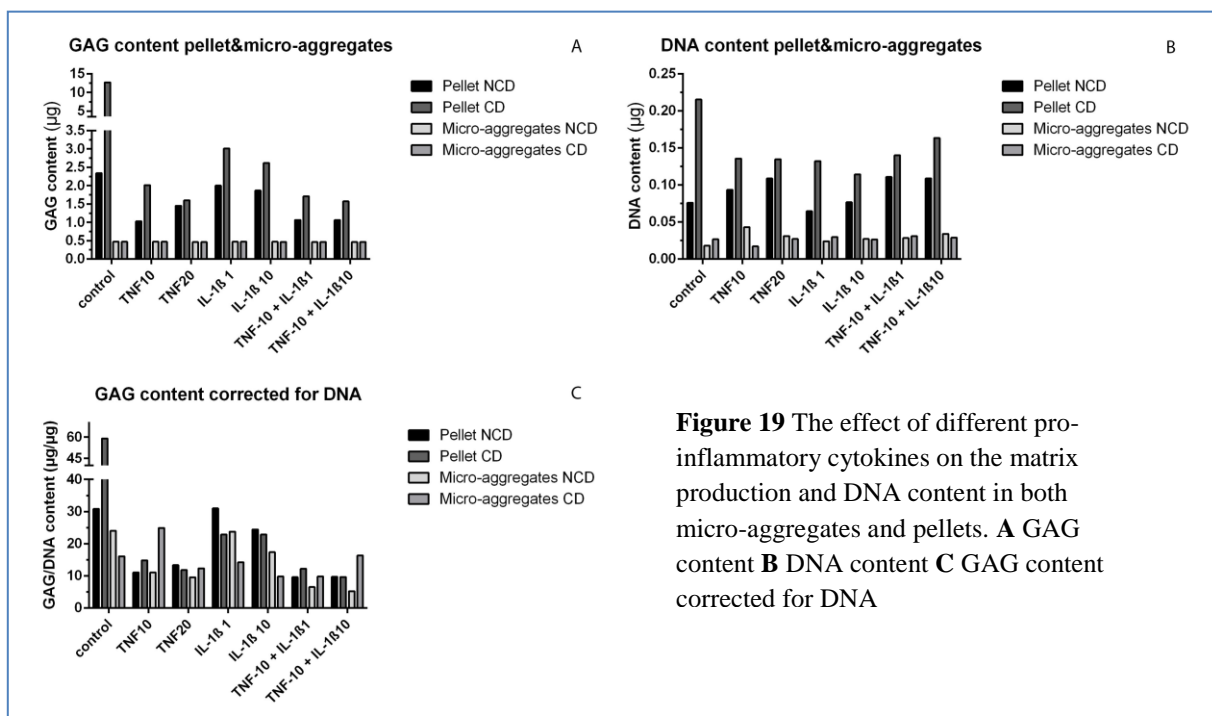 GAG content pellet&micro-aggregates
A
GAG content (µg)
15
10
5
3.5
3.0
2.5
2.0
1.5
1.0
0.5
0.0
control
TNF10
TNF20
IL-1ß 1
IL-1ß 10
TNF-10 + IL-1ß1
TNF-10 + IL-1ß10
Pellet NCD
Pellet CD
Micro-aggregates NCD
Micro-aggregates CD
DNA content pellet&micro-aggregates
B
DNA content (µg)
0.25
0.20
0.15
0.10
0.05
0.00
control
TNF10
TNF20
IL-1ß 1
IL-1ß 10
TNF-10 + IL-1ß1
TNF-10 + IL-1ß10
Pellet NCD
Pellet CD
Micro-aggregates NCD
Micro-aggregates CD
GAG content corrected for DNA
C
GAG/DNA content (µg/µg)
60
45
40
30
20
10
0
control
TNF10
TNF20
IL-1ß 1
IL-1ß 10
TNF-10 + IL-1ß1
TNF-10 + IL-1ß10
Pellet NCD
Pellet CD
Micro-aggregates NCD
Micro-aggregates CD
Figure 19 The effect of different pro-
inflammatory cytokines on the matrix
production and DNA content in both
micro-aggregates and pellets. A GAG
content B DNA content C GAG content
corrected for DNA